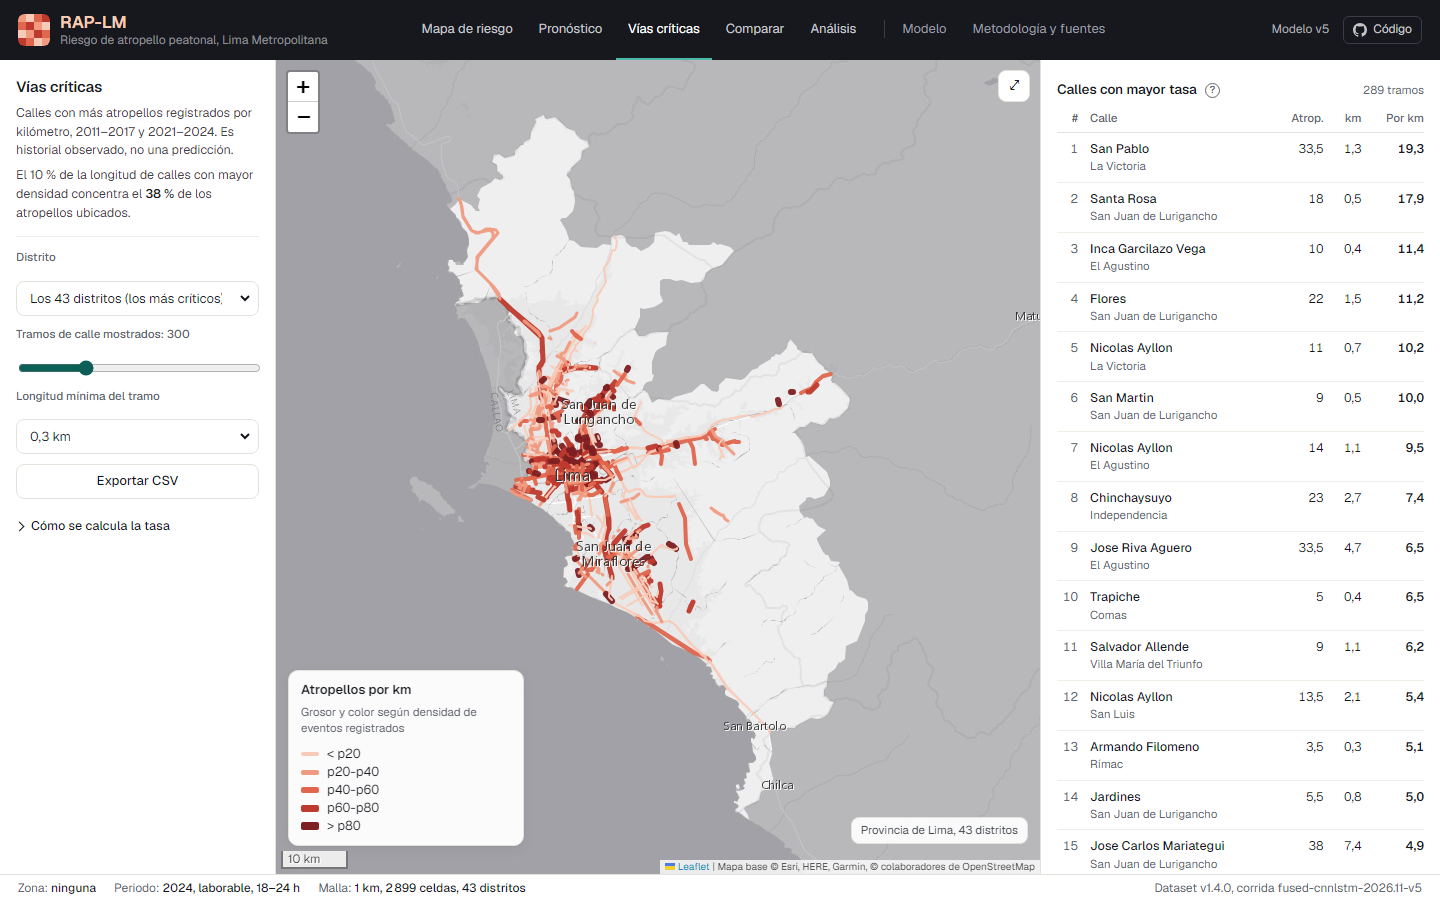 RAP-LM
Riesgo de atropello peatonal, Lima Metropolitana
Mapa de riesgo
Pronóstico
Vías críticas
Comparar
Análisis
Modelo
Metodología y fuentes
Modelo v5
Código
Vías críticas
Calles con más atropellos registrados por
kilómetro, 2011–2017 y 2021–2024. Es
historial observado, no una predicción.
El 10 % de la longitud de calles con mayor
densidad concentra el 38 % de los
atropellos ubicados.
Distrito
Los 43 distritos (los más críticos)
Tramos de calle mostrados: 300
Longitud mínima del tramo
0,3 km
Exportar CSV
Cómo se calcula la tasa
+
−
CALLAO
LIMA
San Juan de
Lurigancho
Lima
San Juan de
Miraflores
San Bartolo
Chilca
Matu
Atropellos por km
Grosor y color según densidad de
eventos registrados
< p20
p20-p40
p40-p60
p60-p80
> p80
10 km
Provincia de Lima, 43 distritos
Leaflet | Mapa base © Esri, HERE, Garmin, © colaboradores de OpenStreetMap
Calles con mayor tasa ? 289 tramos
# Calle Atrop. km Por km
1 San Pablo 33,5 1,3 19,3
La Victoria
2 Santa Rosa 18 0,5 17,9
San Juan de Lurigancho
3 Inca Garcilazo Vega 10 0,4 11,4
El Agustino
4 Flores 22 1,5 11,2
San Juan de Lurigancho
5 Nicolas Ayllon 11 0,7 10,2
La Victoria
6 San Martin 9 0,5 10,0
San Juan de Lurigancho
7 Nicolas Ayllon 14 1,1 9,5
El Agustino
8 Chinchaysuyo 23 2,7 7,4
Independencia
9 Jose Riva Aguero 33,5 4,7 6,5
El Agustino
10 Trapiche 5 0,4 6,5
Comas
11 Salvador Allende 9 1,1 6,2
Villa María del Triunfo
12 Nicolas Ayllon 13,5 2,1 5,4
San Luis
13 Armando Filomeno 3,5 0,3 5,1
Rímac
14 Jardines 5,5 0,8 5,0
San Juan de Lurigancho
15 Jose Carlos Mariategui 38 7,4 4,9
San Juan de Lurigancho
Zona: ninguna
Periodo: 2024, laborable, 18–24 h
Malla: 1 km, 2 899 celdas, 43 distritos
Dataset v1.4.0, corrida fused-cnnlstm-2026.11-v5